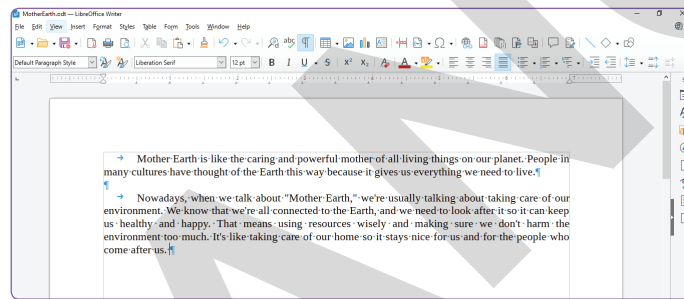 MotherEarth.odt — LibreOffice Writer
File Edit View Insert Format Styles Table Form Tools Window Help
Default Paragraph Style Liberation Serif 12 pt B I U S X² X₂ A A
Mother Earth is like the caring and powerful mother of all living things on our planet. People in
many cultures have thought of the Earth this way because it gives us everything we need to live.¶
¶
Nowadays, when we talk about "Mother Earth," we're usually talking about taking care of our
environment. We know that we're all connected to the Earth, and we need to look after it so it can keep
us healthy and happy. That means using resources wisely and making sure we don't harm the
environment too much. It's like taking care of our home so it stays nice for us and for the people who
come after us. ¶